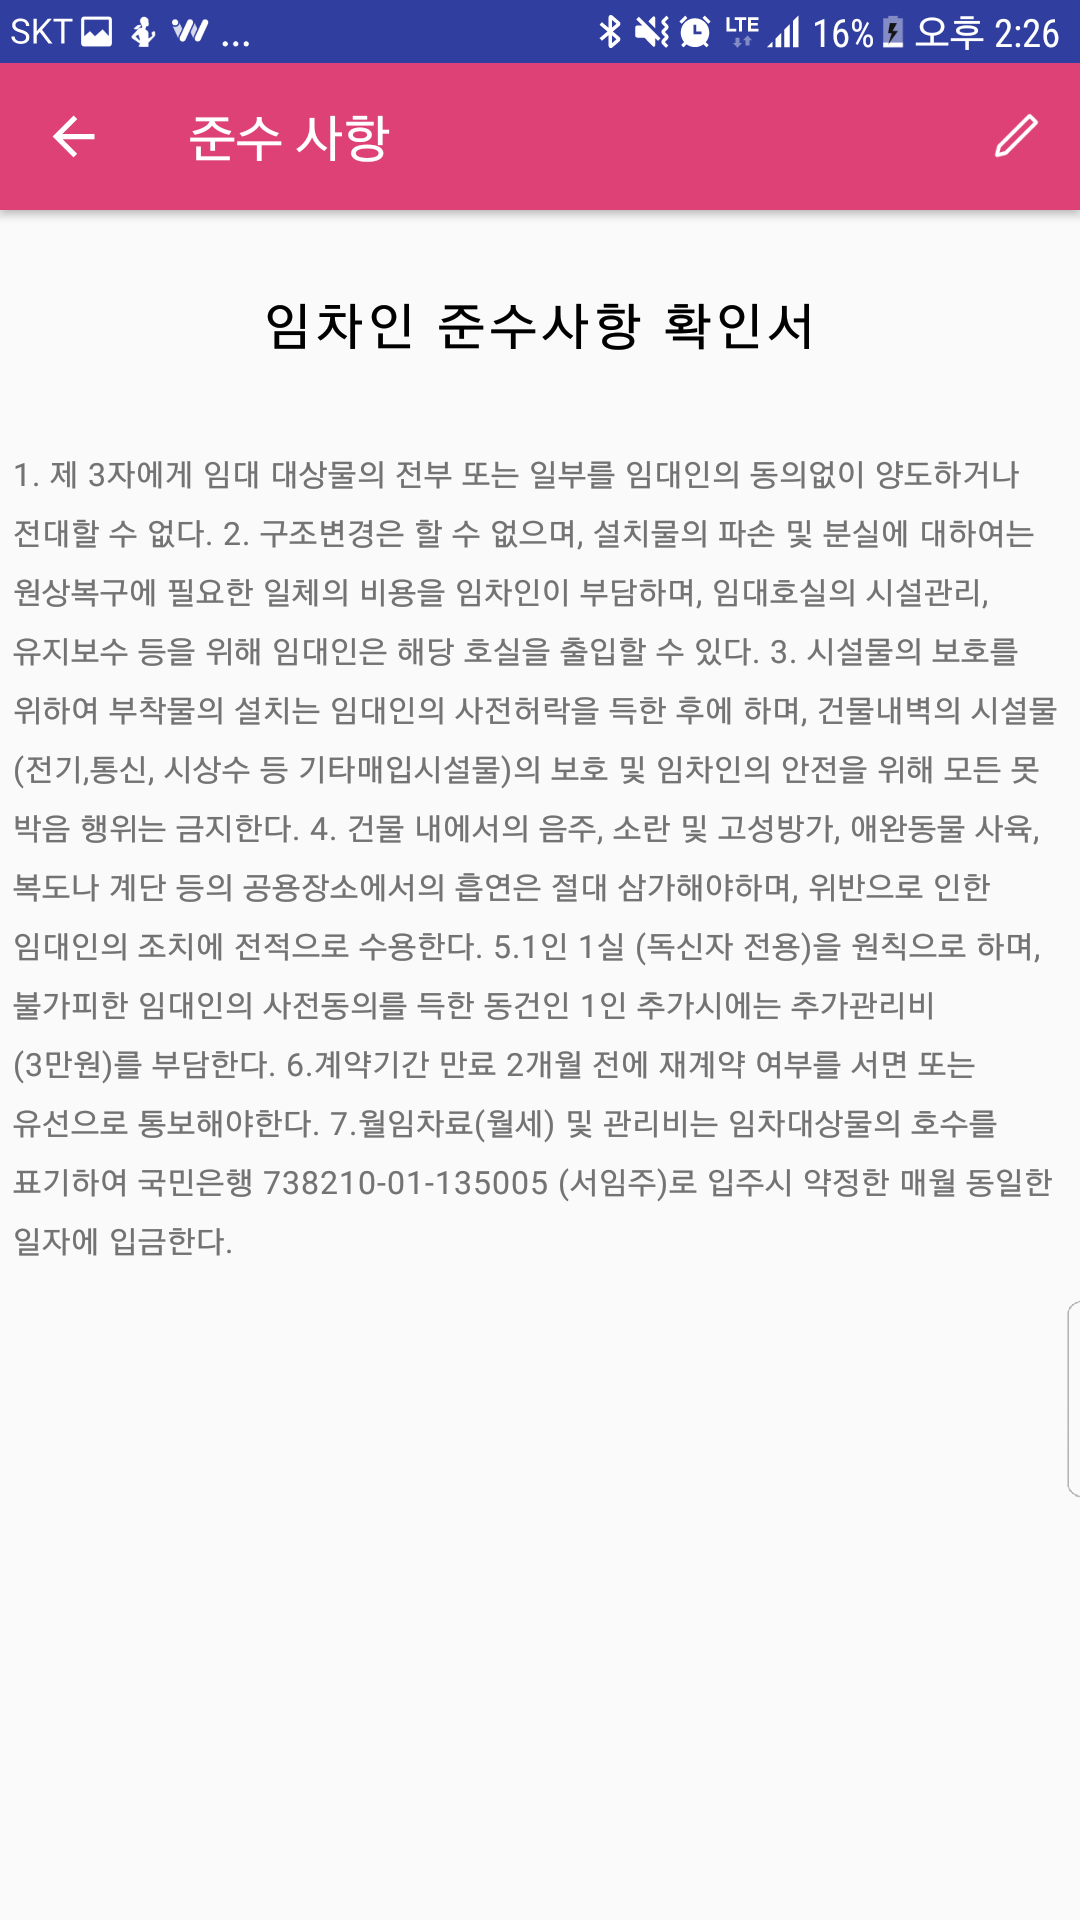 SKT ... LTE 16% 오후 2:26
준수 사항
임차인 준수사항 확인서
1. 제 3자에게 임대 대상물의 전부 또는 일부를 임대인의 동의없이 양도하거나
전대할 수 없다. 2. 구조변경은 할 수 없으며, 설치물의 파손 및 분실에 대하여는
원상복구에 필요한 일체의 비용을 임차인이 부담하며, 임대호실의 시설관리,
유지보수 등을 위해 임대인은 해당 호실을 출입할 수 있다. 3. 시설물의 보호를
위하여 부착물의 설치는 임대인의 사전허락을 득한 후에 하며, 건물내벽의 시설물
(전기,통신, 시상수 등 기타매입시설물)의 보호 및 임차인의 안전을 위해 모든 못
박음 행위는 금지한다. 4. 건물 내에서의 음주, 소란 및 고성방가, 애완동물 사육,
복도나 계단 등의 공용장소에서의 흡연은 절대 삼가해야하며, 위반으로 인한
임대인의 조치에 전적으로 수용한다. 5.1인 1실 (독신자 전용)을 원칙으로 하며,
불가피한 임대인의 사전동의를 득한 동건인 1인 추가시에는 추가관리비
(3만원)를 부담한다. 6.계약기간 만료 2개월 전에 재계약 여부를 서면 또는
유선으로 통보해야한다. 7.월임차료(월세) 및 관리비는 임차대상물의 호수를
표기하여 국민은행 738210-01-135005 (서임주)로 입주시 약정한 매월 동일한
일자에 입금한다.